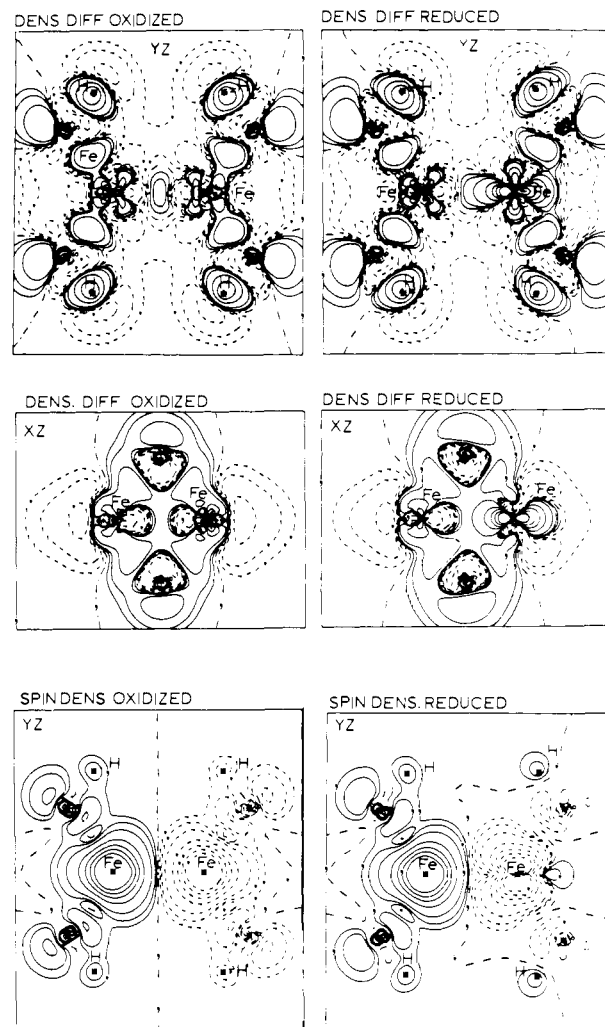 DENS DIFF OXIDIZED
DENS DIFF REDUCED
YZ
YZ
H
H
H
H
Fe
Fe
Fe
Fe
H
H
H
H
DENS. DIFF OXIDIZED
DENS DIFF REDUCED
XZ
XZ
Fe
Fe
Fe
Fe
SPIN DENS OXIDIZED
SPIN DENS. REDUCED
YZ
YZ
H
H
H
Fe
Fe
Fe
Fe
H
H
H
H